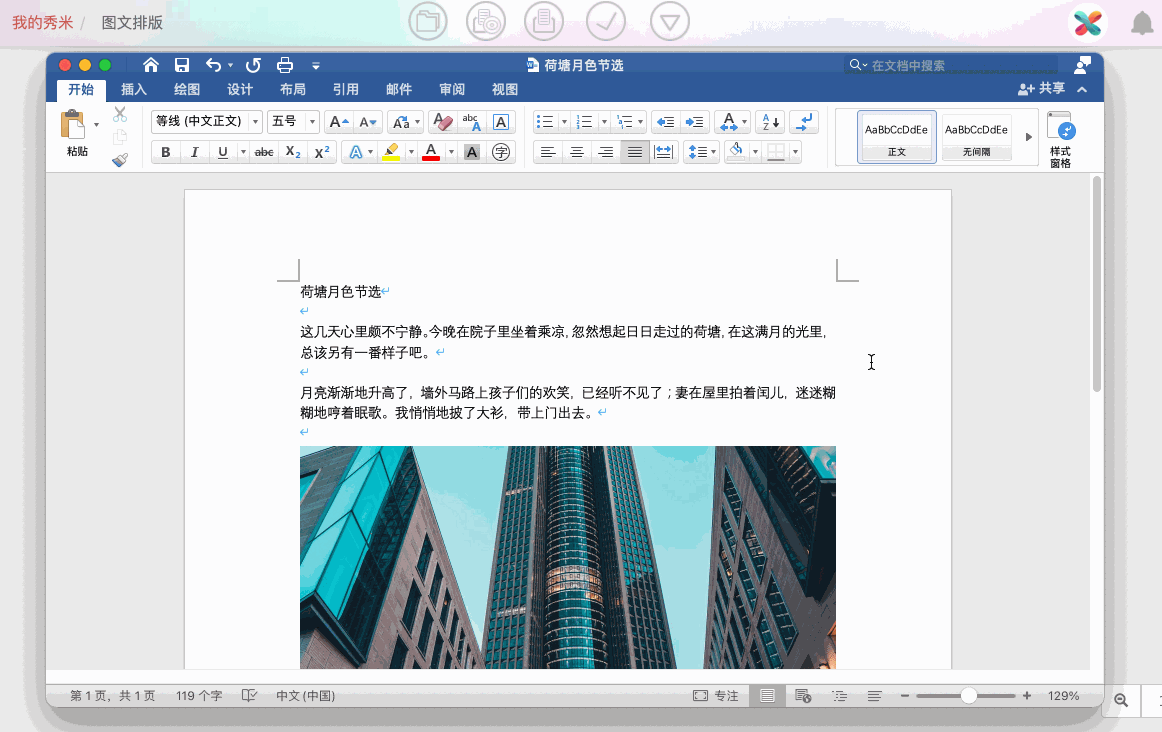 我的秀米 / 图文排版
荷塘月色节选
在文档中搜索
开始 插入 绘图 设计 布局 引用 邮件 审阅 视图
共享
粘贴
等线 (中文正文) 五号
AaBbCcDdEe AaBbCcDdEe
正文 无间隔
样式
窗格
荷塘月色节选
这几天心里颇不宁静。今晚在院子里坐着乘凉, 忽然想起日日走过的荷塘, 在这满月的光里,
总该另有一番样子吧。
月亮渐渐地升高了，墙外马路上孩子们的欢笑，已经听不见了；妻在屋里拍着闰儿，迷迷糊
糊地哼着眠歌。我悄悄地披了大衫，带上门出去。
第 1 页，共 1 页 119 个字 中文 (中国) 专注 129%